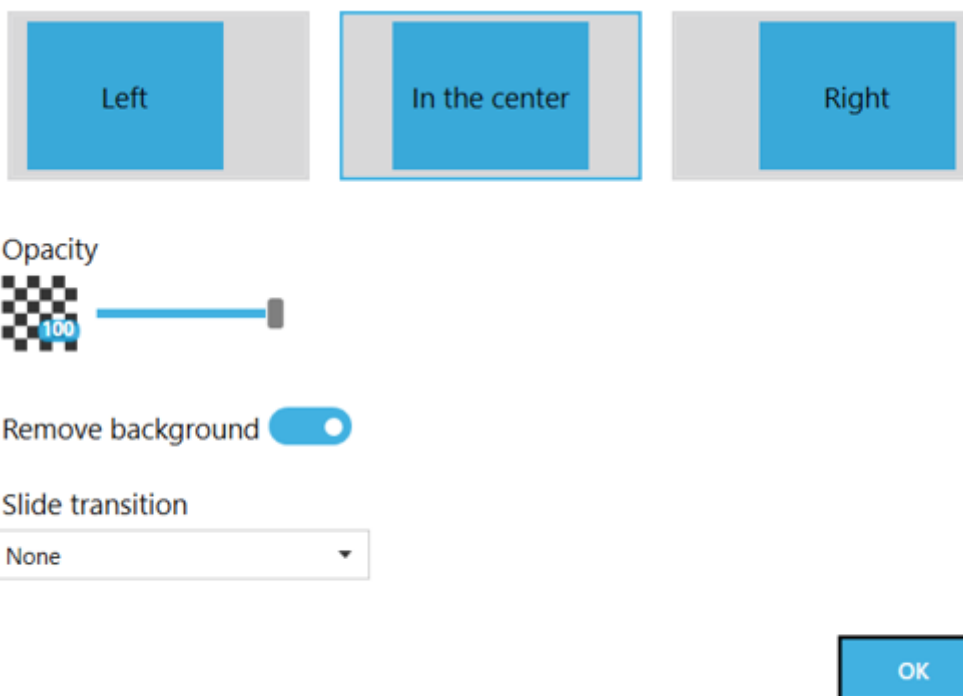 Left
In the center
Right
Opacity
100
Remove background
Slide transition
None
OK